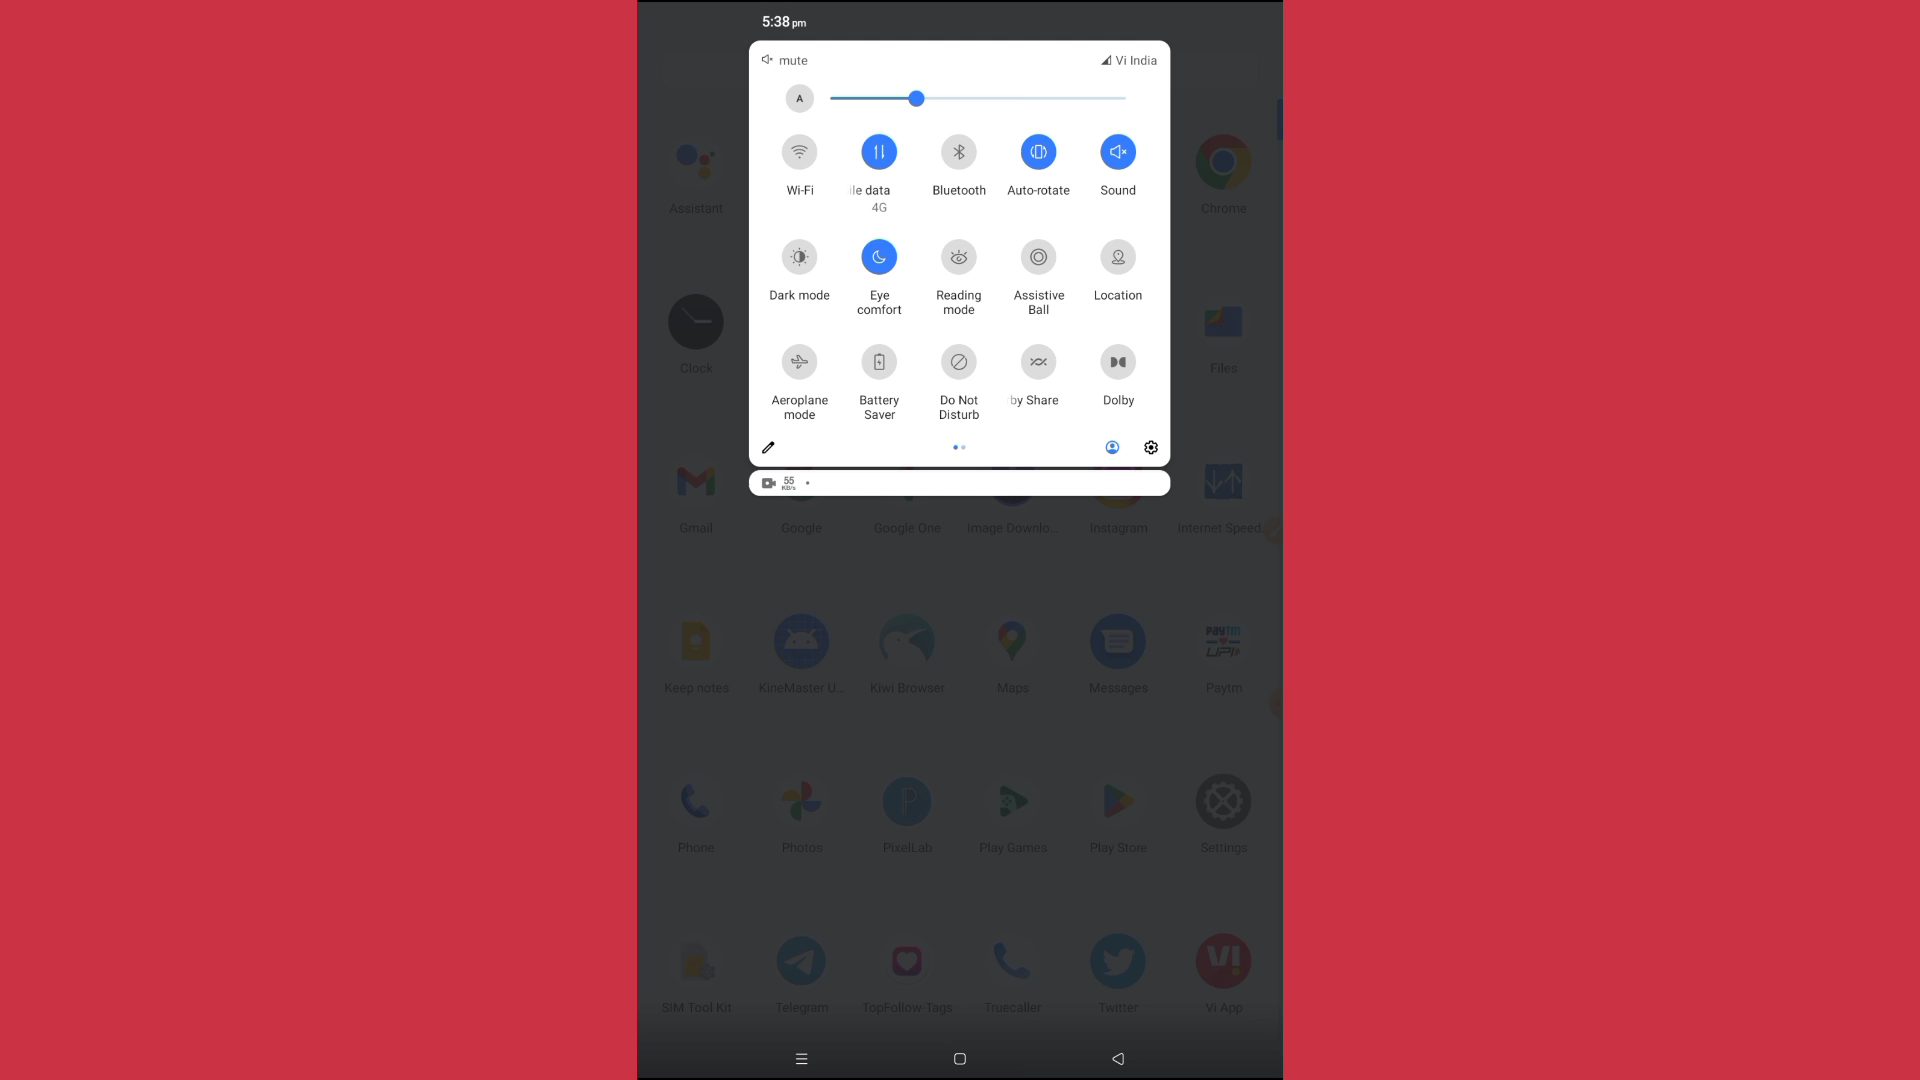 5:38 pm
mute
Vi India
A
Wi-Fi
ile data
4G
Bluetooth
Auto-rotate
Sound
Dark mode
Eye
comfort
Reading
mode
Assistive
Ball
Location
Aeroplane
mode
Battery
Saver
Do Not
Disturb
by Share
Dolby
55
KB/s
Assistant
Chrome
Clock
Files
Gmail
Google
Google One
Image Downlo...
Instagram
Internet Speed
Paytm
UPI
Keep notes
KineMaster U...
Kiwi Browser
Maps
Messages
Paytm
P
Phone
Photos
PixelLab
Play Games
Play Store
Settings
VI!
SIM Tool Kit
Telegram
TopFollow Tags
Truecaller
Twitter
Vi App